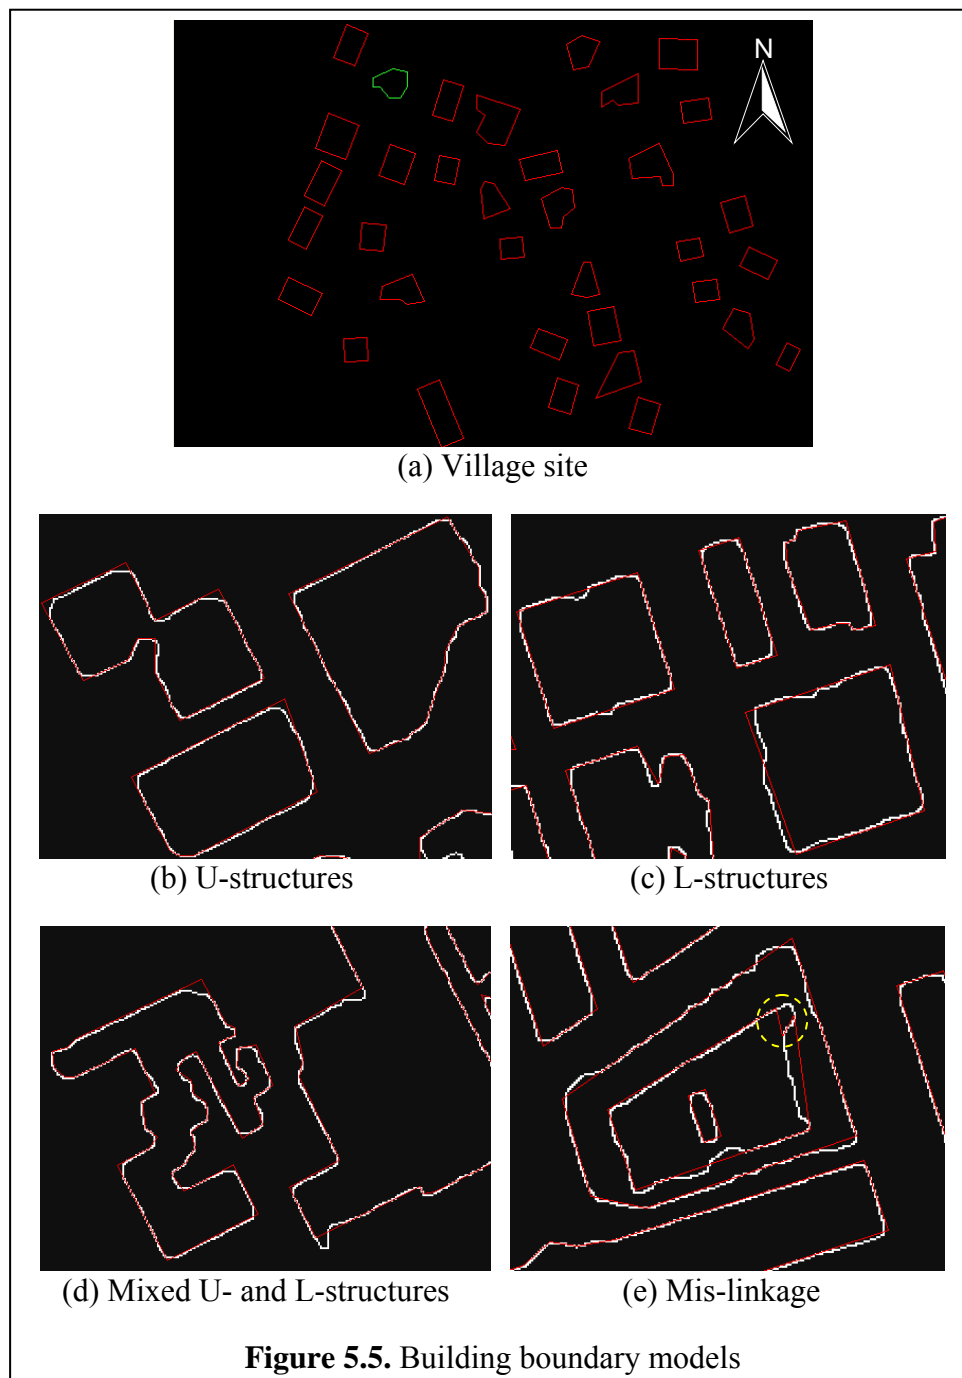 N
(a) Village site
(b) U-structures
(c) L-structures
(d) Mixed U- and L-structures
(e) Mis-linkage
Figure 5.5. Building boundary models